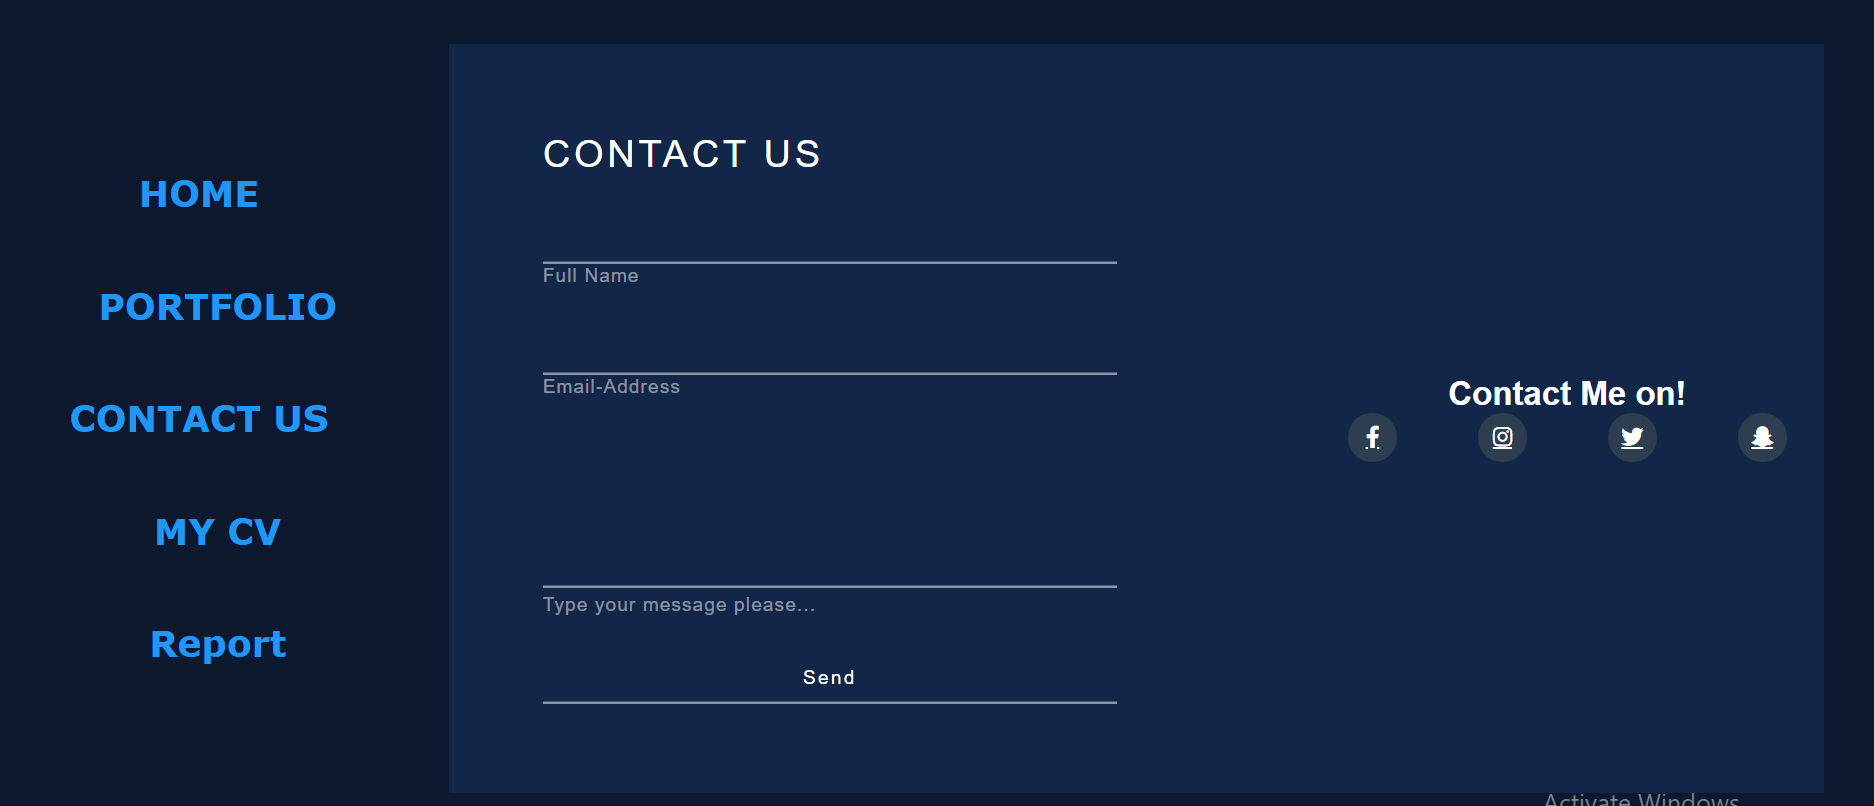 HOME
PORTFOLIO
CONTACT US
MY CV
Report
CONTACT US
Full Name
Email-Address
Type your message please...
Send
Contact Me on!
Activate Windows